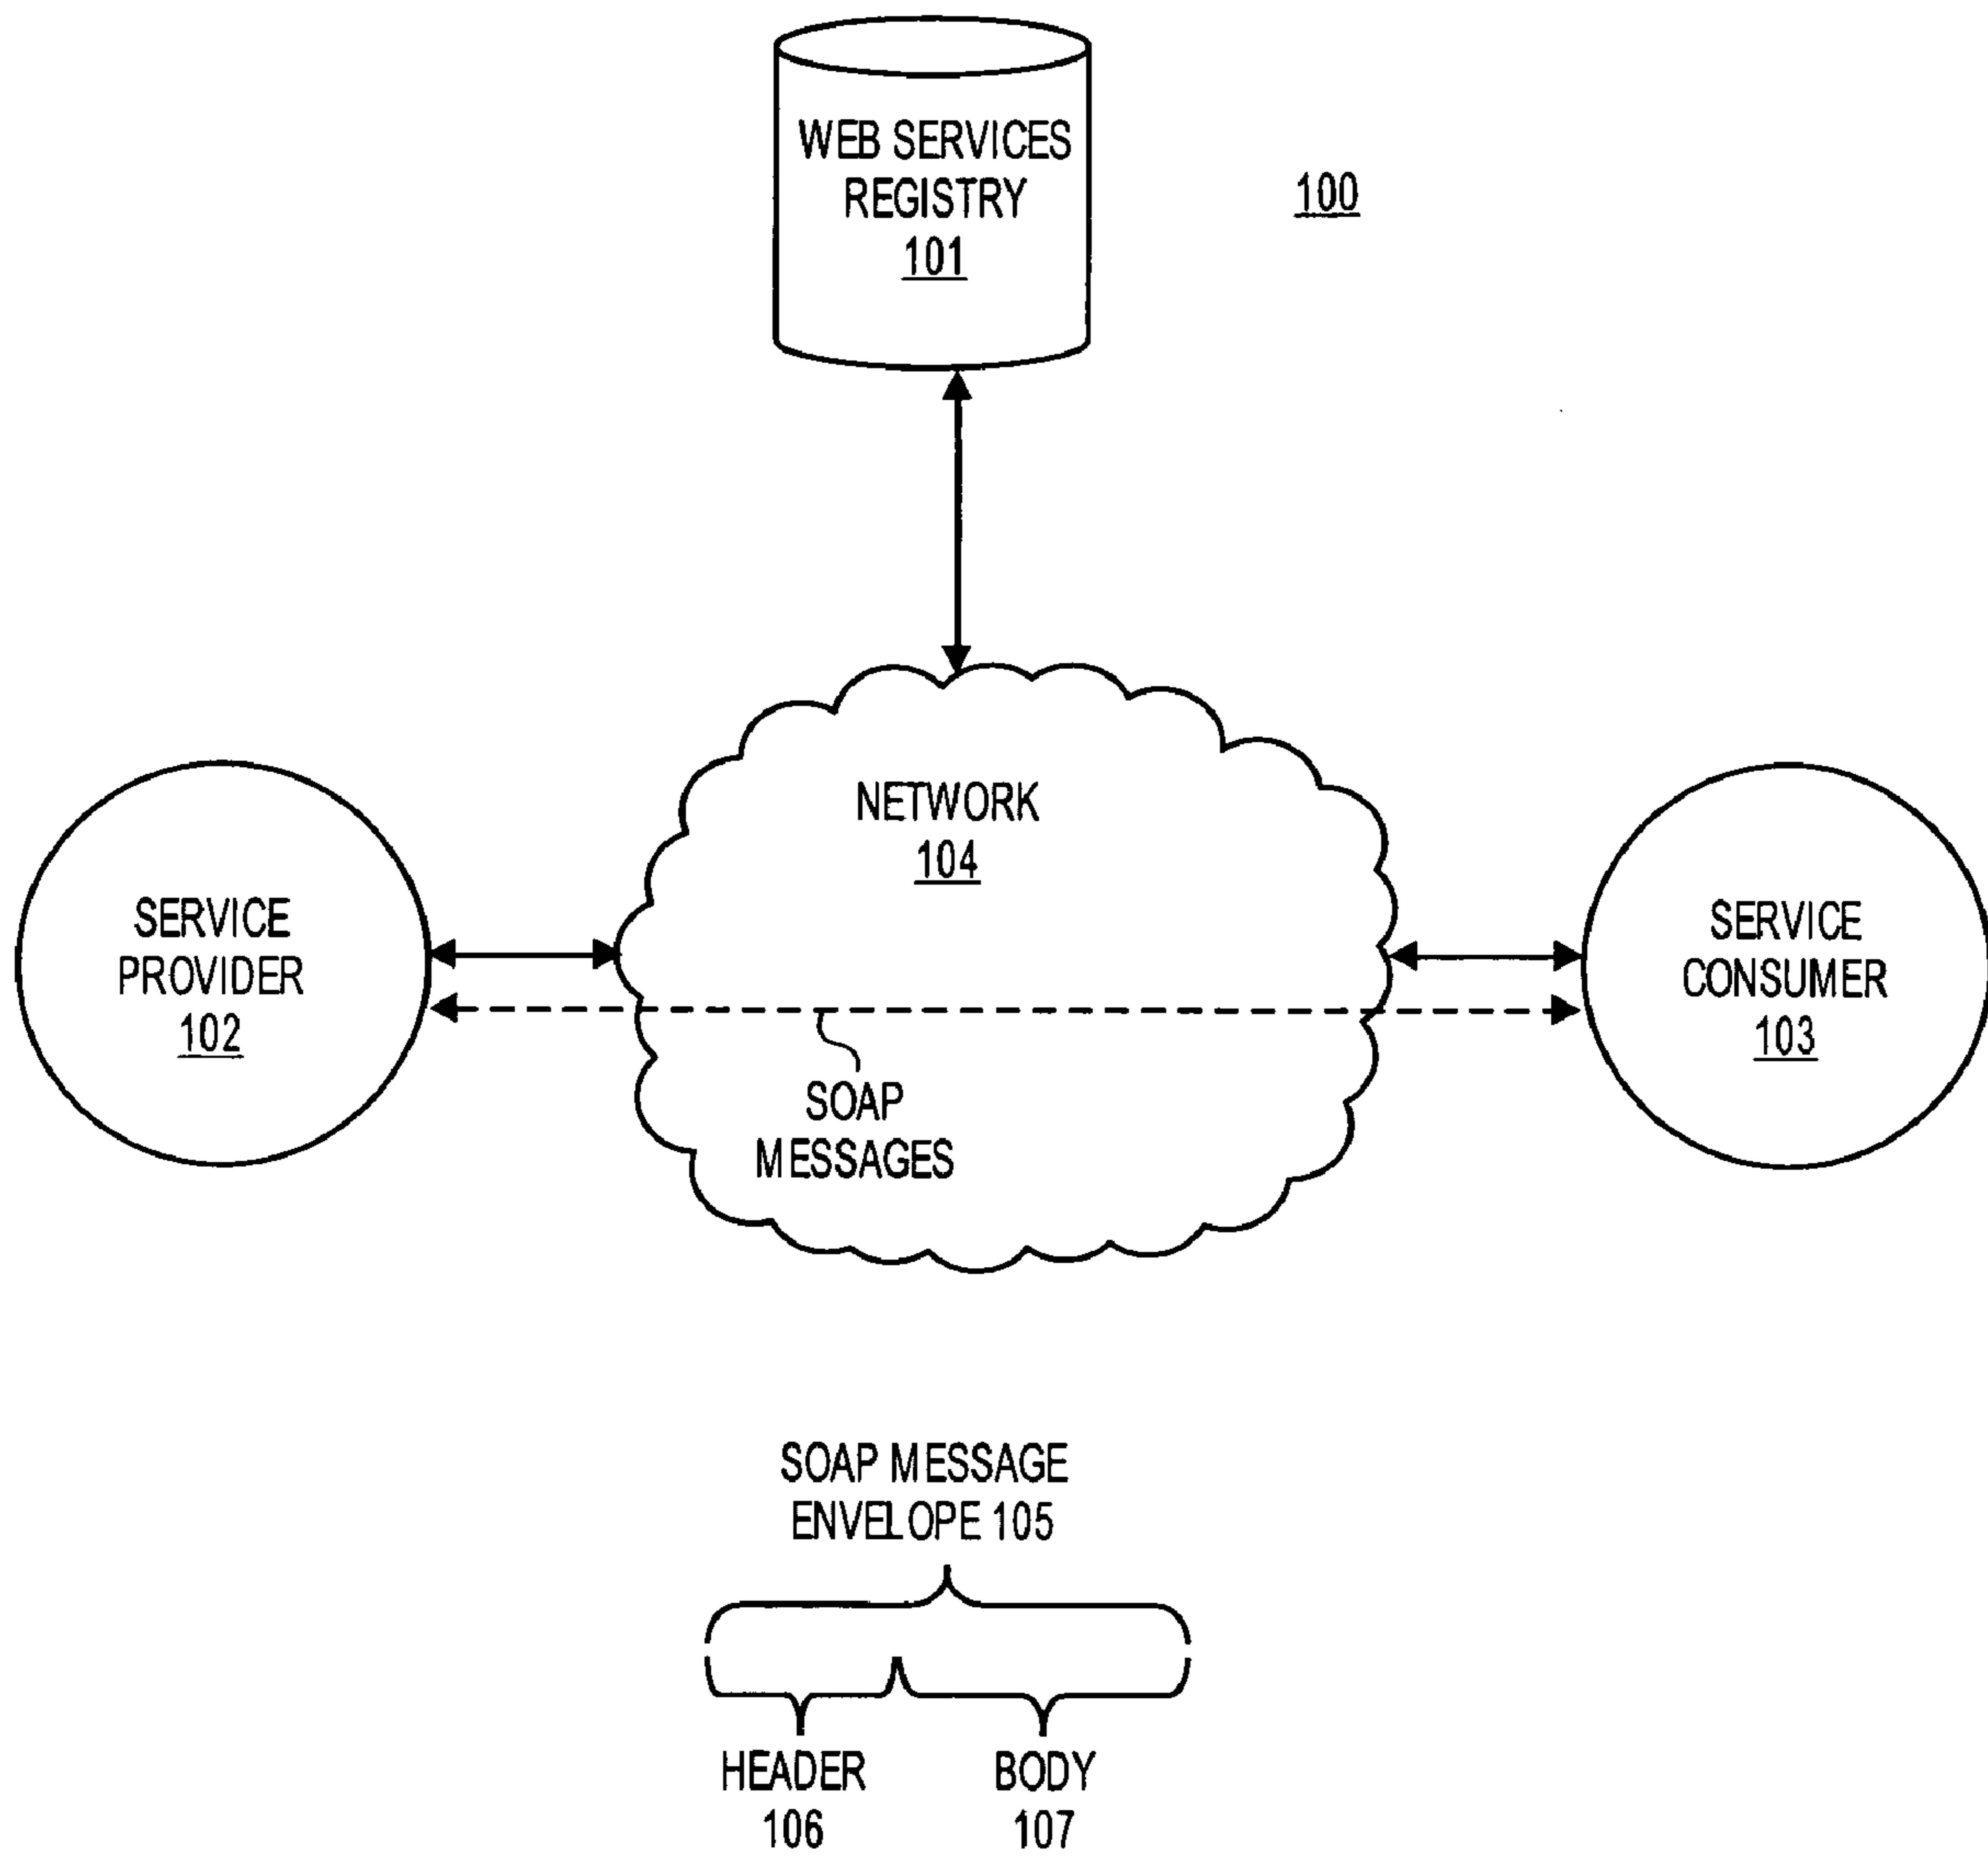 WEB SERVICES
REGISTRY
101
100
NETWORK
104
SERVICE
PROVIDER
102
SERVICE
CONSUMER
103
SOAP
MESSAGES
SOAP MESSAGE
ENVELOPE 105
HEADER
106
BODY
107